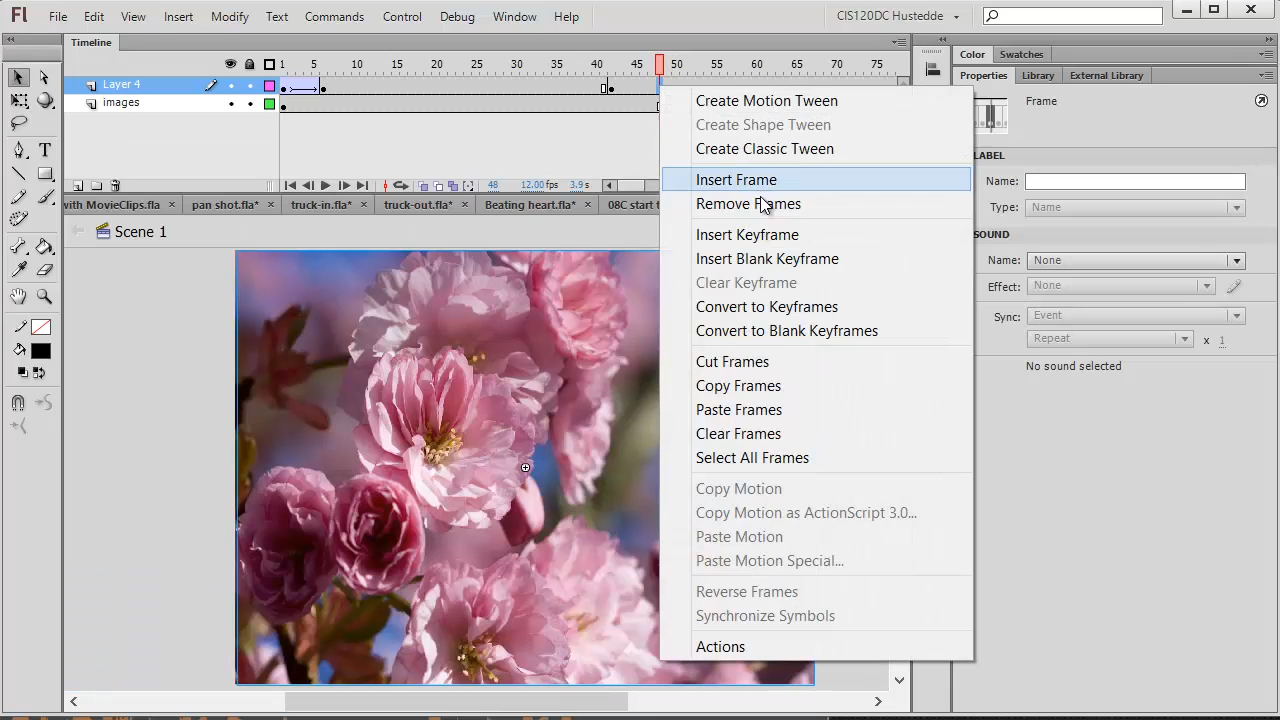 Fl File Edit View Insert Modify Text Commands Control Debug Window Help CIS120DC Hustedde
Timeline
1 5 10 15 20 25 30 35 40 45 50 55 60 65 70 75
Layer 4
images
48 12.00 fps 3.9 s
with MovieClips.fla pan shot.fla* truck-in.fla* truck-out.fla* Beating heart.fla* 08C start t
Scene 1
Create Motion Tween
Create Shape Tween
Create Classic Tween
Insert Frame
Remove Frames
Insert Keyframe
Insert Blank Keyframe
Clear Keyframe
Convert to Keyframes
Convert to Blank Keyframes
Cut Frames
Copy Frames
Paste Frames
Clear Frames
Select All Frames
Copy Motion
Copy Motion as ActionScript 3.0...
Paste Motion
Paste Motion Special...
Reverse Frames
Synchronize Symbols
Actions
Color Swatches
Properties Library External Library
Frame
LABEL
Name:
Type: Name
SOUND
Name: None
Effect: None
Sync: Event
Repeat x 1
No sound selected